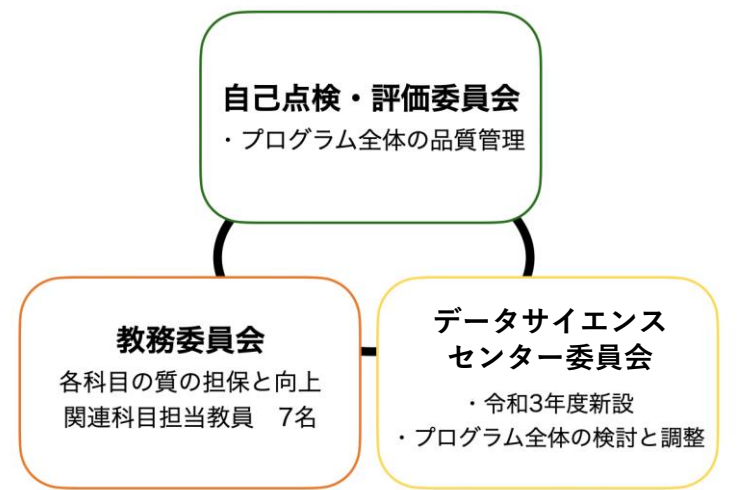 自己点検・評価委員会
・プログラム全体の品質管理
教務委員会
各科目の質の担保と向上
関連科目担当教員　7名
データサイエンス
センター委員会
・令和3年度新設
・プログラム全体の検討と調整